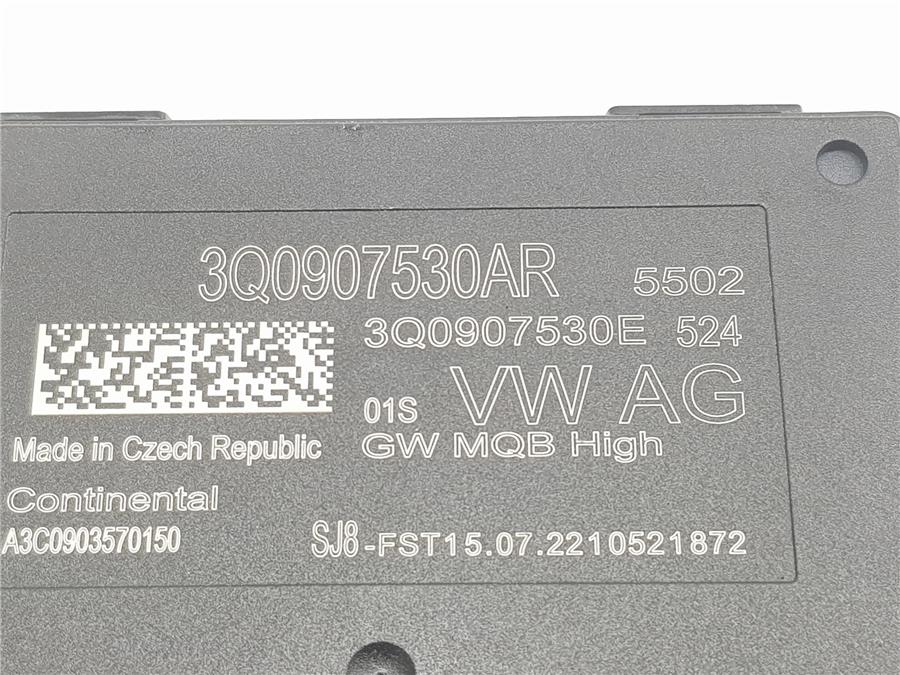 3Q0907530AR 5502
3Q0907530E 524
01S VW AG
Made in Czech Republic GW MQB High
Continental
A3C0903570150 SJ8-FST15.07.2210521872